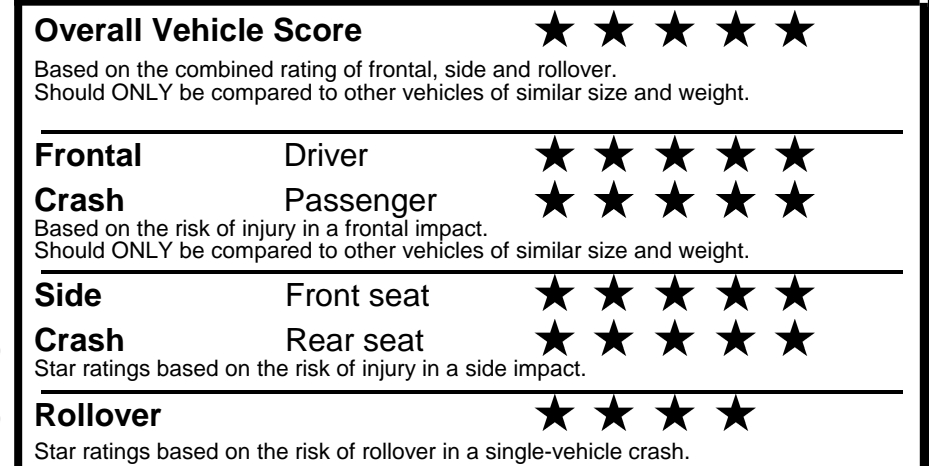 Overall Vehicle Score ★ ★ ★ ★ ★
Based on the combined rating of frontal, side and rollover.
Should ONLY be compared to other vehicles of similar size and weight.
Frontal Driver ★ ★ ★ ★ ★
Crash Passenger ★ ★ ★ ★ ★
Based on the risk of injury in a frontal impact.
Should ONLY be compared to other vehicles of similar size and weight.
Side Front seat ★ ★ ★ ★ ★
Crash Rear seat ★ ★ ★ ★ ★
Star ratings based on the risk of injury in a side impact.
Rollover ★ ★ ★ ★
Star ratings based on the risk of rollover in a single-vehicle crash.